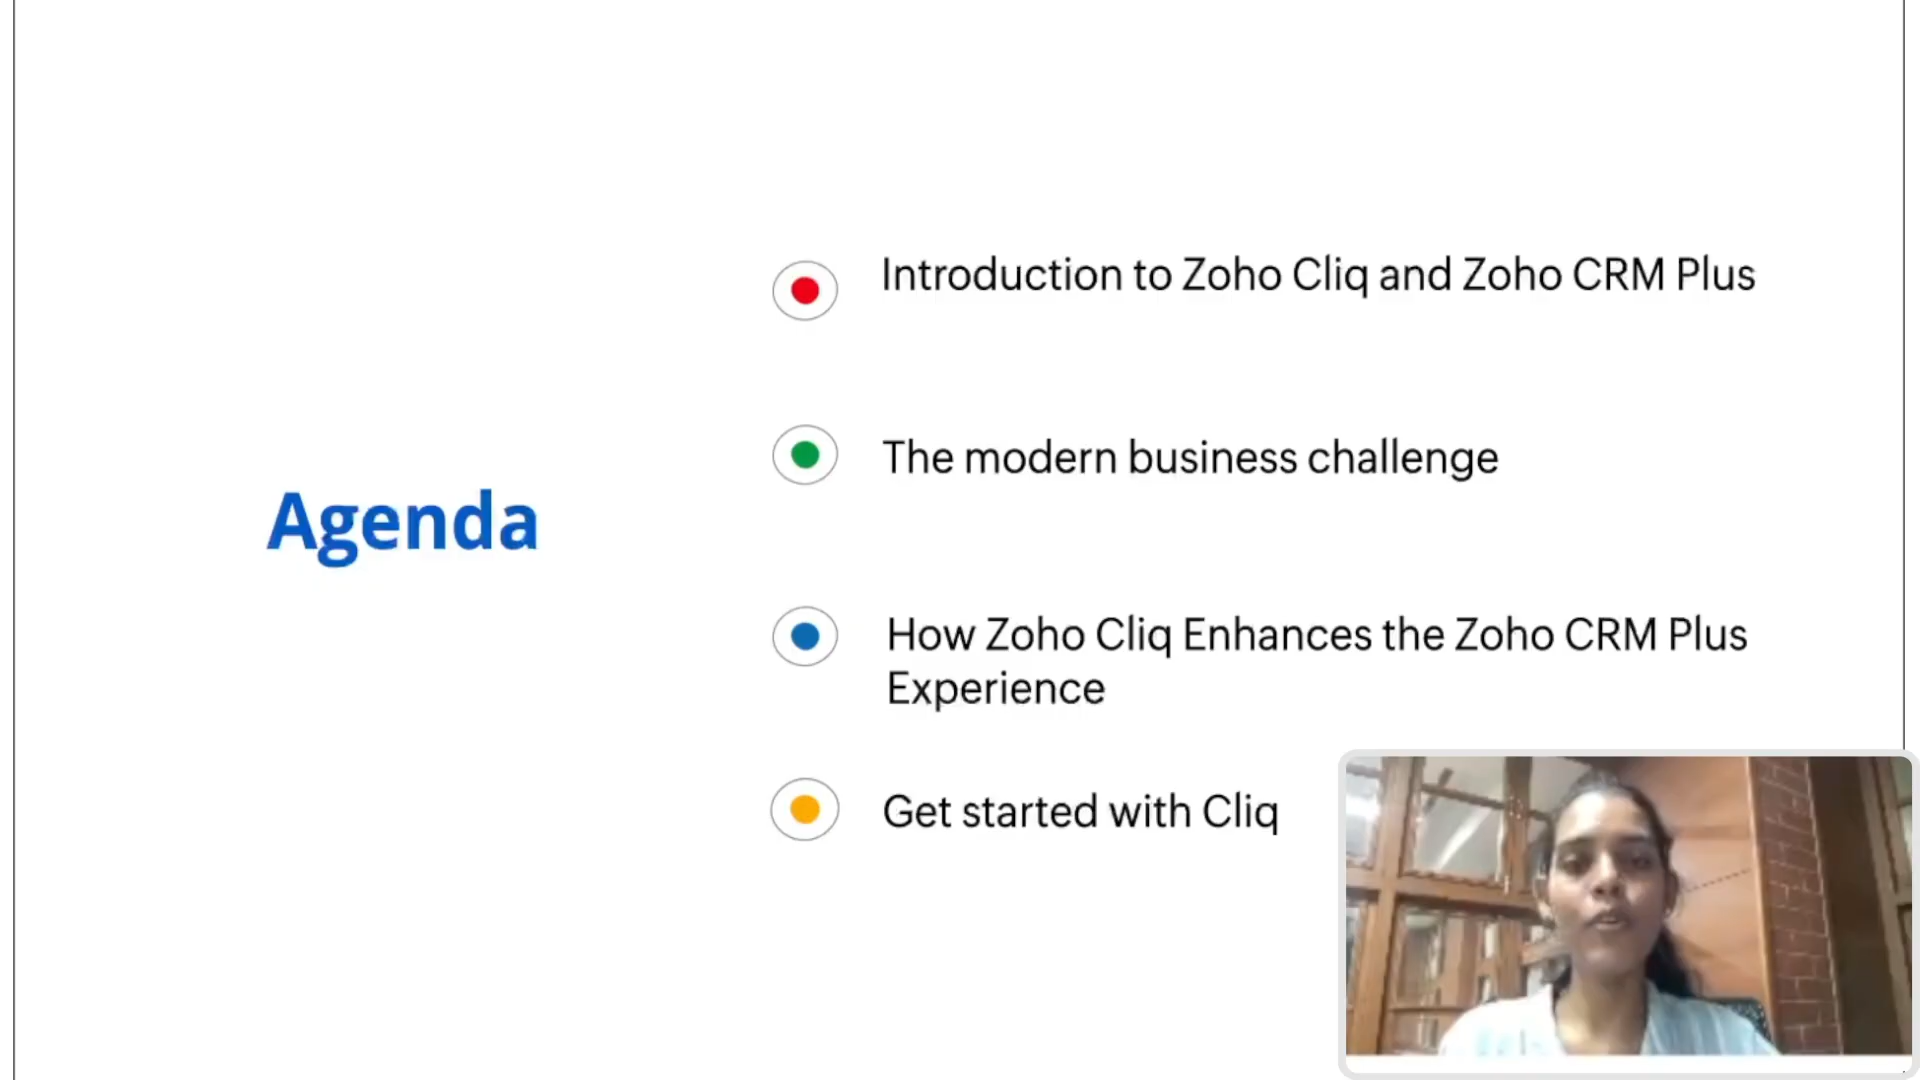 Agenda
Introduction to Zoho Cliq and Zoho CRM Plus
The modern business challenge
How Zoho Cliq Enhances the Zoho CRM Plus
Experience
Get started with Cliq